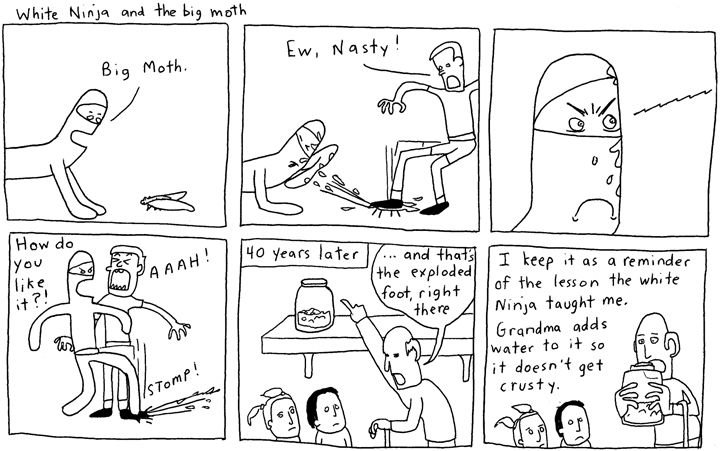 White Ninja and the big moth
Big Moth.
Ew, Nasty!
How do
you
like
it?!
AAAH!
STOMP!
40 years later
... and that's
the exploded
foot, right
there
I keep it as a reminder
of the lesson the white
Ninja taught me.
Grandma adds
water to it so
it doesn't get
crusty.